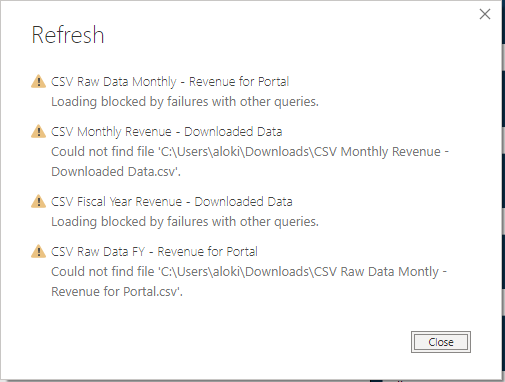 Refresh
CSV Raw Data Monthly - Revenue for Portal
Loading blocked by failures with other queries.
CSV Monthly Revenue - Downloaded Data
Could not find file 'C:\Users\aloki\Downloads\CSV Monthly Revenue -
Downloaded Data.csv'.
CSV Fiscal Year Revenue - Downloaded Data
Loading blocked by failures with other queries.
CSV Raw Data FY - Revenue for Portal
Could not find file 'C:\Users\aloki\Downloads\CSV Raw Data Montly -
Revenue for Portal.csv'.
Close